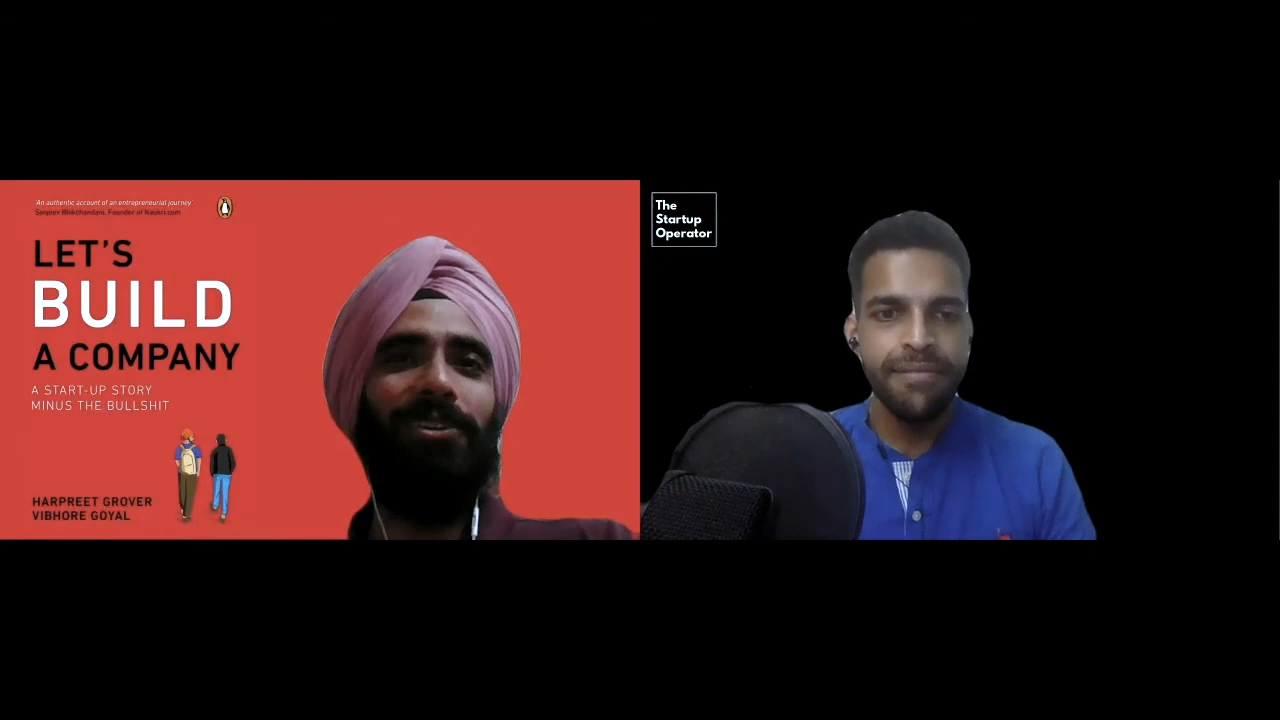 'An authentic account of an entrepreneurial journey'
Sanjeev Bikhchandani, Founder of Naukri.com
LET'S
BUILD
A COMPANY
A START-UP STORY
MINUS THE BULLSHIT
HARPREET GROVER
VIBHORE GOYAL
The
Startup
Operator